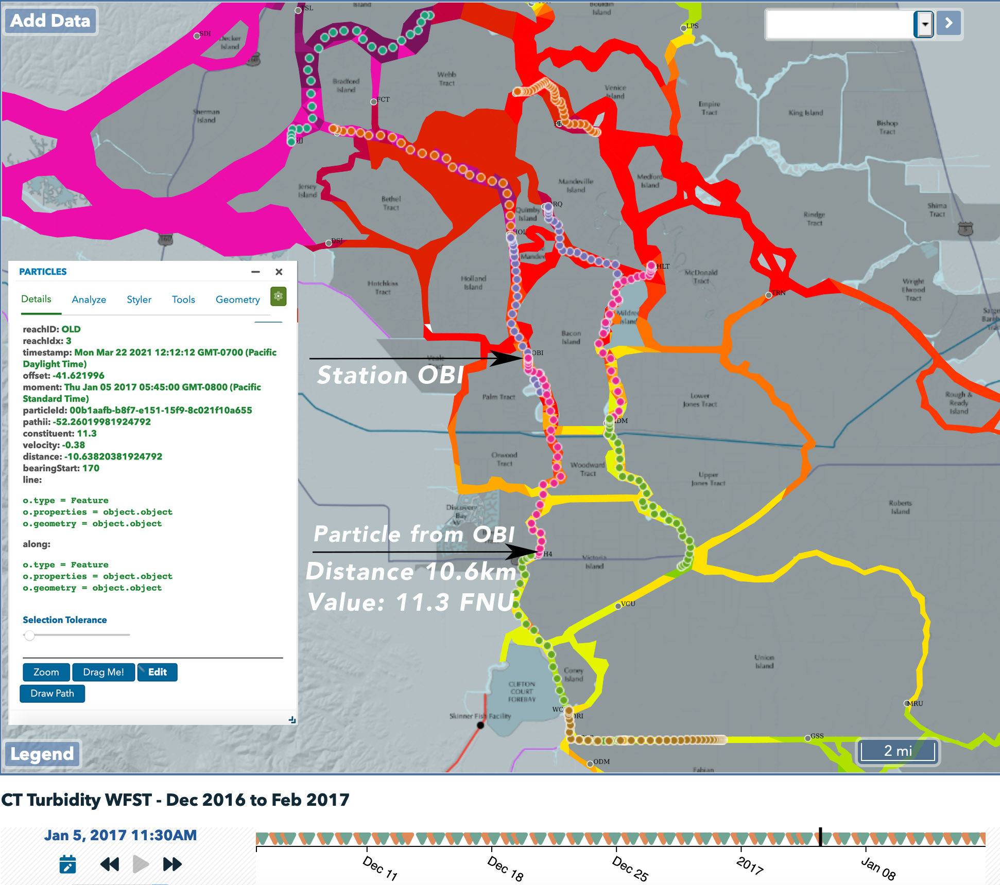 Add Data
TSL
Island
Bouldin
Island
LPS
SDI
Decker
Island
160
Webb
Tract
Bradford
Island
FCT
Venice
Island
Empire
Tract
King Island
Bishop
Tract
Sherman
Island
SJJ
Jersey
Island
Bethel
Tract
Mandeville
Island
Medford
Island
Quimby
Island
RQ
Shima
Tract
Rindge
Tract
5
HOL
160
DSJ
HLT
McDonald
Tract
Holland
Island
Hotchkiss
Tract
Wright
Elwood
Tract
TRN
Mildred
Island
Bacon
Island
OBI
Veale
Tract
Station OBI
Palm Tract
Lower
Jones Tract
Rough &
Ready
Island
Orwood
Tract
Woodward
Tract
Upper
Jones Tract
Discovery
Bay
Roberts
Island
Particle from OBI
H4
Victoria
Island
Distance 10.6km
Value: 11.3 FNU
VCU
Union
Island
Coney
Island
CLIFTON
COURT
FOREBAY
MRU
WC
ORI
Skinner Fish Facility
GSS
ODM
Fabian
2 mi
PARTICLES
Details
Analyze
Styler
Tools
Geometry
reachID: OLD
reachIdx: 3
timestamp: Mon Mar 22 2021 12:12:12 GMT-0700 (Pacific
Daylight Time)
offset: -41.621996
moment: Thu Jan 05 2017 05:45:00 GMT-0800 (Pacific
Standard Time)
particleId: 00b1aafb-b8f7-e151-15f9-8c021f10a655
pathii: -52.26019981924792
constituent: 11.3
velocity: -0.38
distance: -10.63820381924792
bearingStart: 170
line:
o.type = Feature
o.properties = object.object
o.geometry = object.object
along:
o.type = Feature
o.properties = object.object
o.geometry = object.object
Selection Tolerance
Zoom
Drag Me!
Edit
Draw Path
Legend
CT Turbidity WFST - Dec 2016 to Feb 2017
Jan 5, 2017 11:30AM
Dec 11
Dec 18
Dec 25
2017
Jan 08